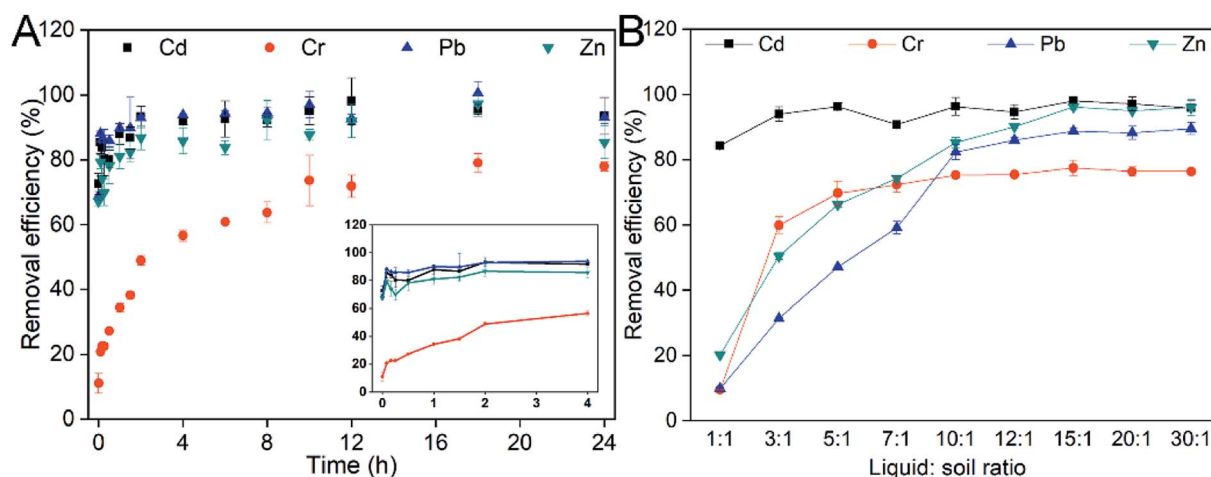 A
Cd Cr Pb Zn
Removal efficiency (%)
120
100
80
60
40
20
0
120
100
80
60
40
20
0
0 1 2 3 4
0 4 8 12 16 20 24
Time (h)
B
Cd Cr Pb Zn
Removal efficiency (%)
120
100
80
60
40
20
0
1:1 3:1 5:1 7:1 10:1 12:1 15:1 20:1 30:1
Liquid: soil ratio